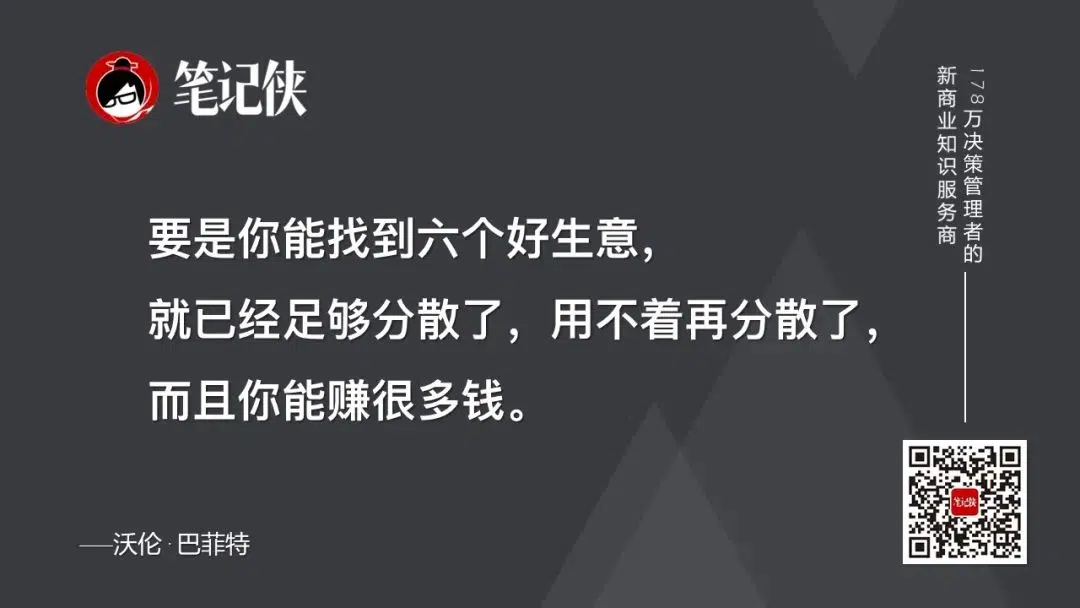 笔记侠
178万决策管理者的
新商业知识服务商
要是你能找到六个好生意,
就已经足够分散了，用不着再分散了，
而且你能赚很多钱。
——沃伦·巴菲特
笔记侠